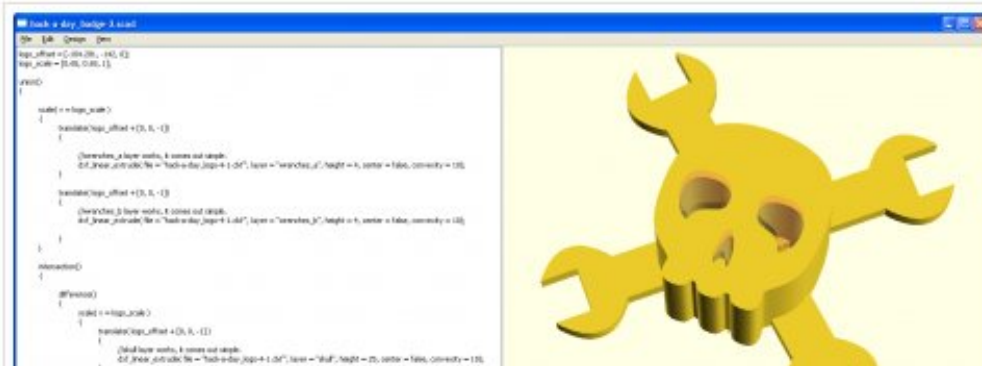 hack-a-day_badge-3.scad
File Edit Design View
logo_offset = [-104.291, -142, 0];
logo_scale = [0.60, 0.60, 1];
union()
{
scale( v = logo_scale )
{
translate(logo_offset + [0, 0, -1])
{
//wrenches_a layer works, it comes out simple.
dxf_linear_extrude( file = "hack-a-day_logo-4-1.dxf", layer = "wrenches_a", height = 4, center = false, convexity = 10);
}
translate(logo_offset + [0, 0, -1])
{
//wrenches_b layer works, it comes out simple.
dxf_linear_extrude( file = "hack-a-day_logo-4-1.dxf", layer = "wrenches_b", height = 4, center = false, convexity = 10);
}
}
intersection()
{
difference()
{
scale( v = logo_scale )
{
translate(logo_offset + [0, 0, -1])
{
//skull layer works, it comes out simple.
dxf_linear_extrude( file = "hack-a-day_logo-4-1.dxf", layer = "skull", height = 25, center = false, convexity = 10);
}